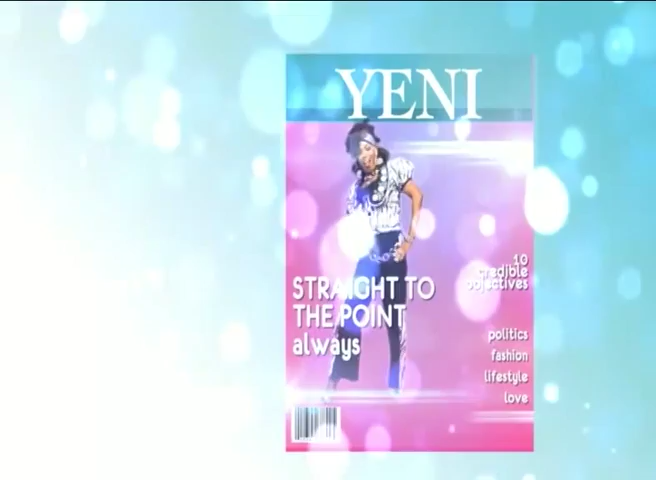 YENI
10
credible
objectives
STRAIGHT TO
THE POINT
always
politics
fashion
lifestyle
love